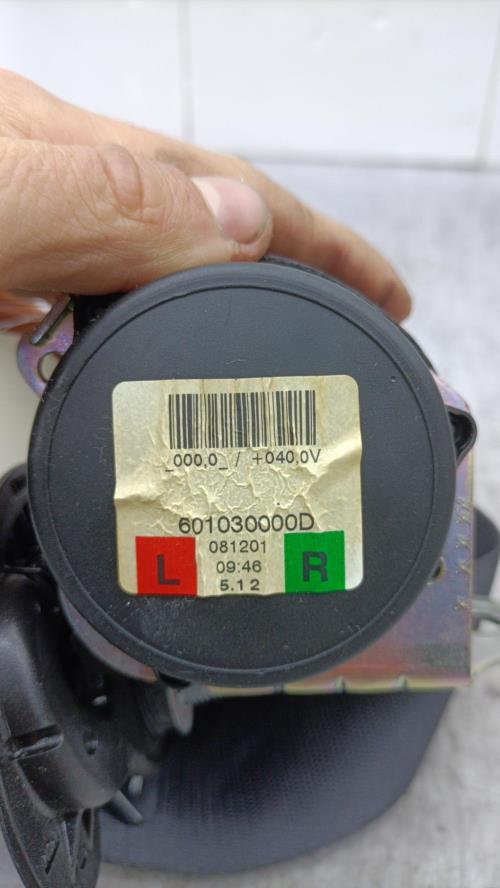 _000,0_ / +040,0V
601030000D
081201
L 09:46 R
5.12